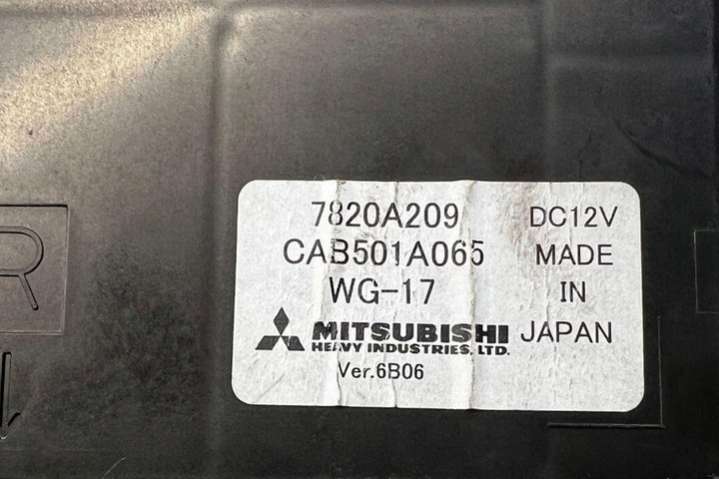 7820A209 DC12V
CAB501A065 MADE
WG-17 IN
MITSUBISHI JAPAN
HEAVY INDUSTRIES, LTD.
Ver.6B06
R